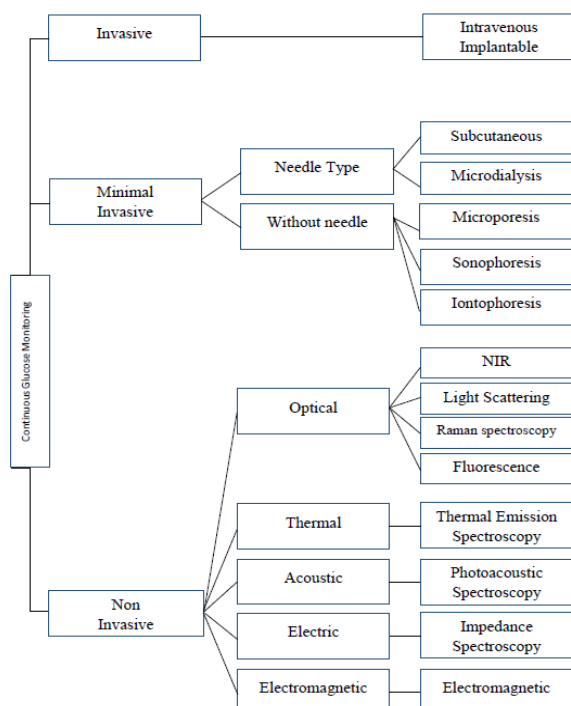 Invasive
Intravenous
Implantable
Subcutaneous
Needle Type
Microdialysis
Minimal
Invasive
Without needle
Microporesis
Sonophoresis
Iontophoresis
Continuous Glucose Monitoring
NIR
Optical
Light Scattering
Raman spectroscopy
Fluorescence
Thermal
Thermal Emission
Spectroscopy
Acoustic
Photoacoustic
Spectroscopy
Non
Invasive
Electric
Impedance
Spectroscopy
Electromagnetic
Electromagnetic